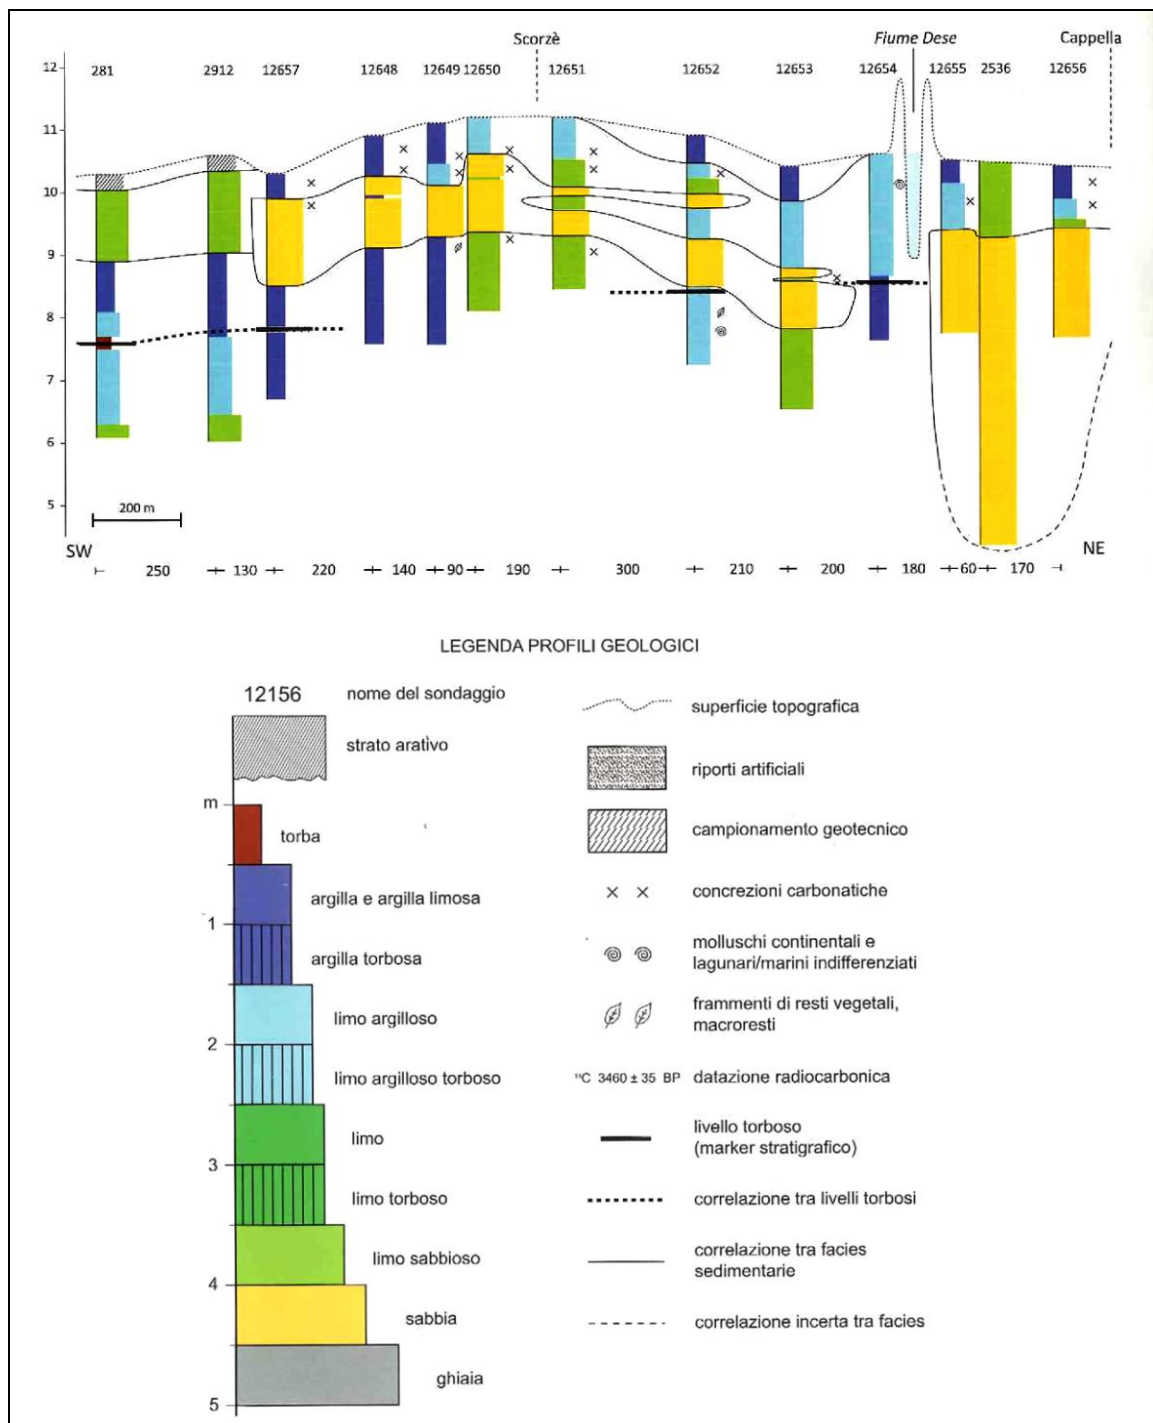 Scorzè Fiume Dese Cappella
12 281 2912 12657 12648 12649 12650 12651 12652 12653 12654 12655 2536 12656
11
10
9
8
7
6
5
200 m
SW NE
250 130 220 140 90 190 300 210 200 180 60 170
LEGENDA PROFILI GEOLOGICI
12156 nome del sondaggio
strato arativo
m
torba
argilla e argilla limosa
1
argilla torbosa
limo argilloso
2
limo argilloso torboso
limo
3
limo torboso
limo sabbioso
4
sabbia
ghiaia
5
superficie topografica
riporti artificiali
campionamento geotecnico
concrezioni carbonatiche
molluschi continentali e
lagunari/marini indifferenziati
frammenti di resti vegetali,
macroresti
¹⁴C 3460 ± 35 BP datazione radiocarbonica
livello torboso
(marker stratigrafico)
correlazione tra livelli torbosi
correlazione tra facies
sedimentarie
correlazione incerta tra facies